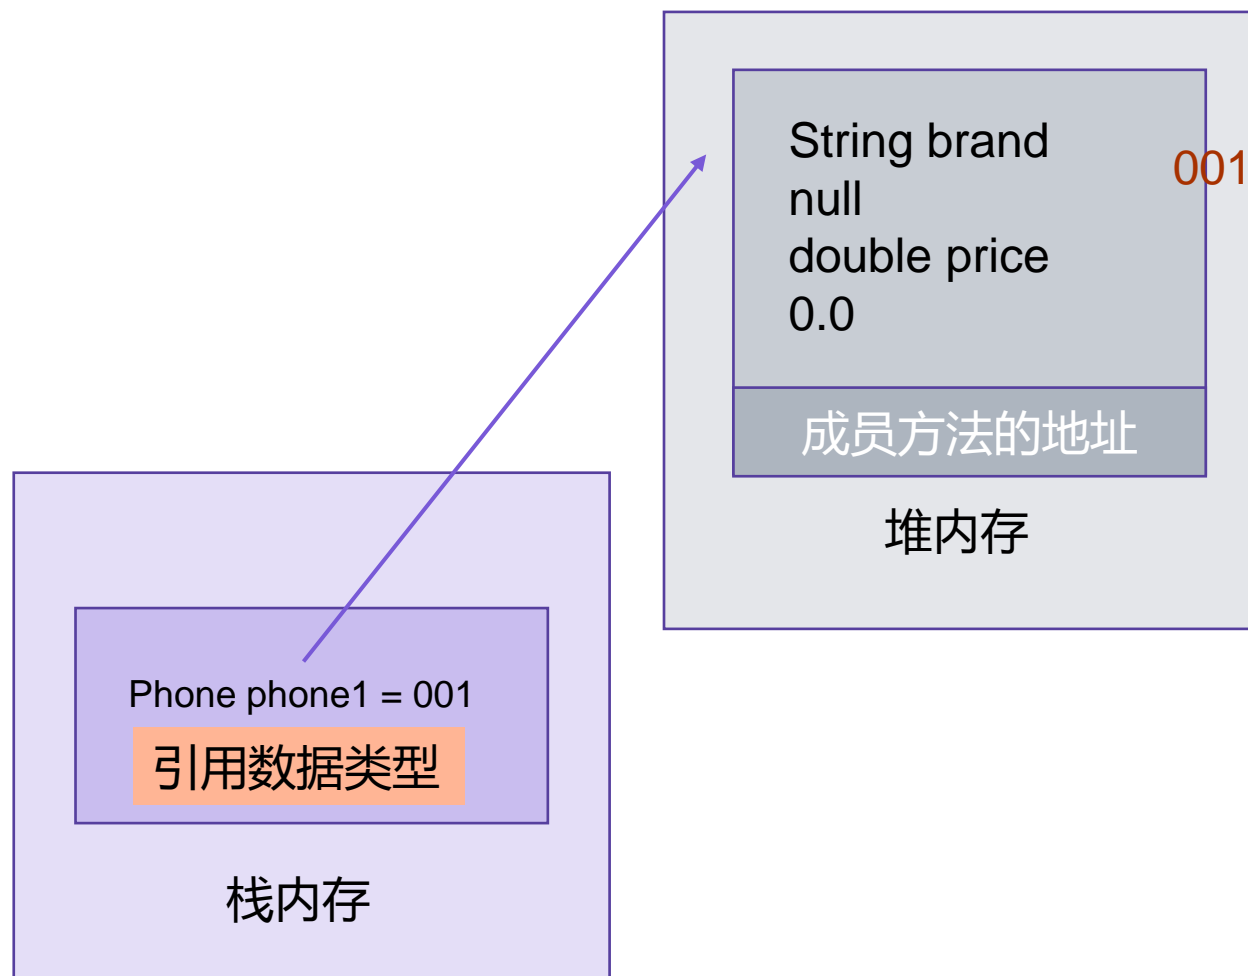 String brand
001
null
double price
0.0
成员方法的地址
堆内存
Phone phone1 = 001
引用数据类型
栈内存